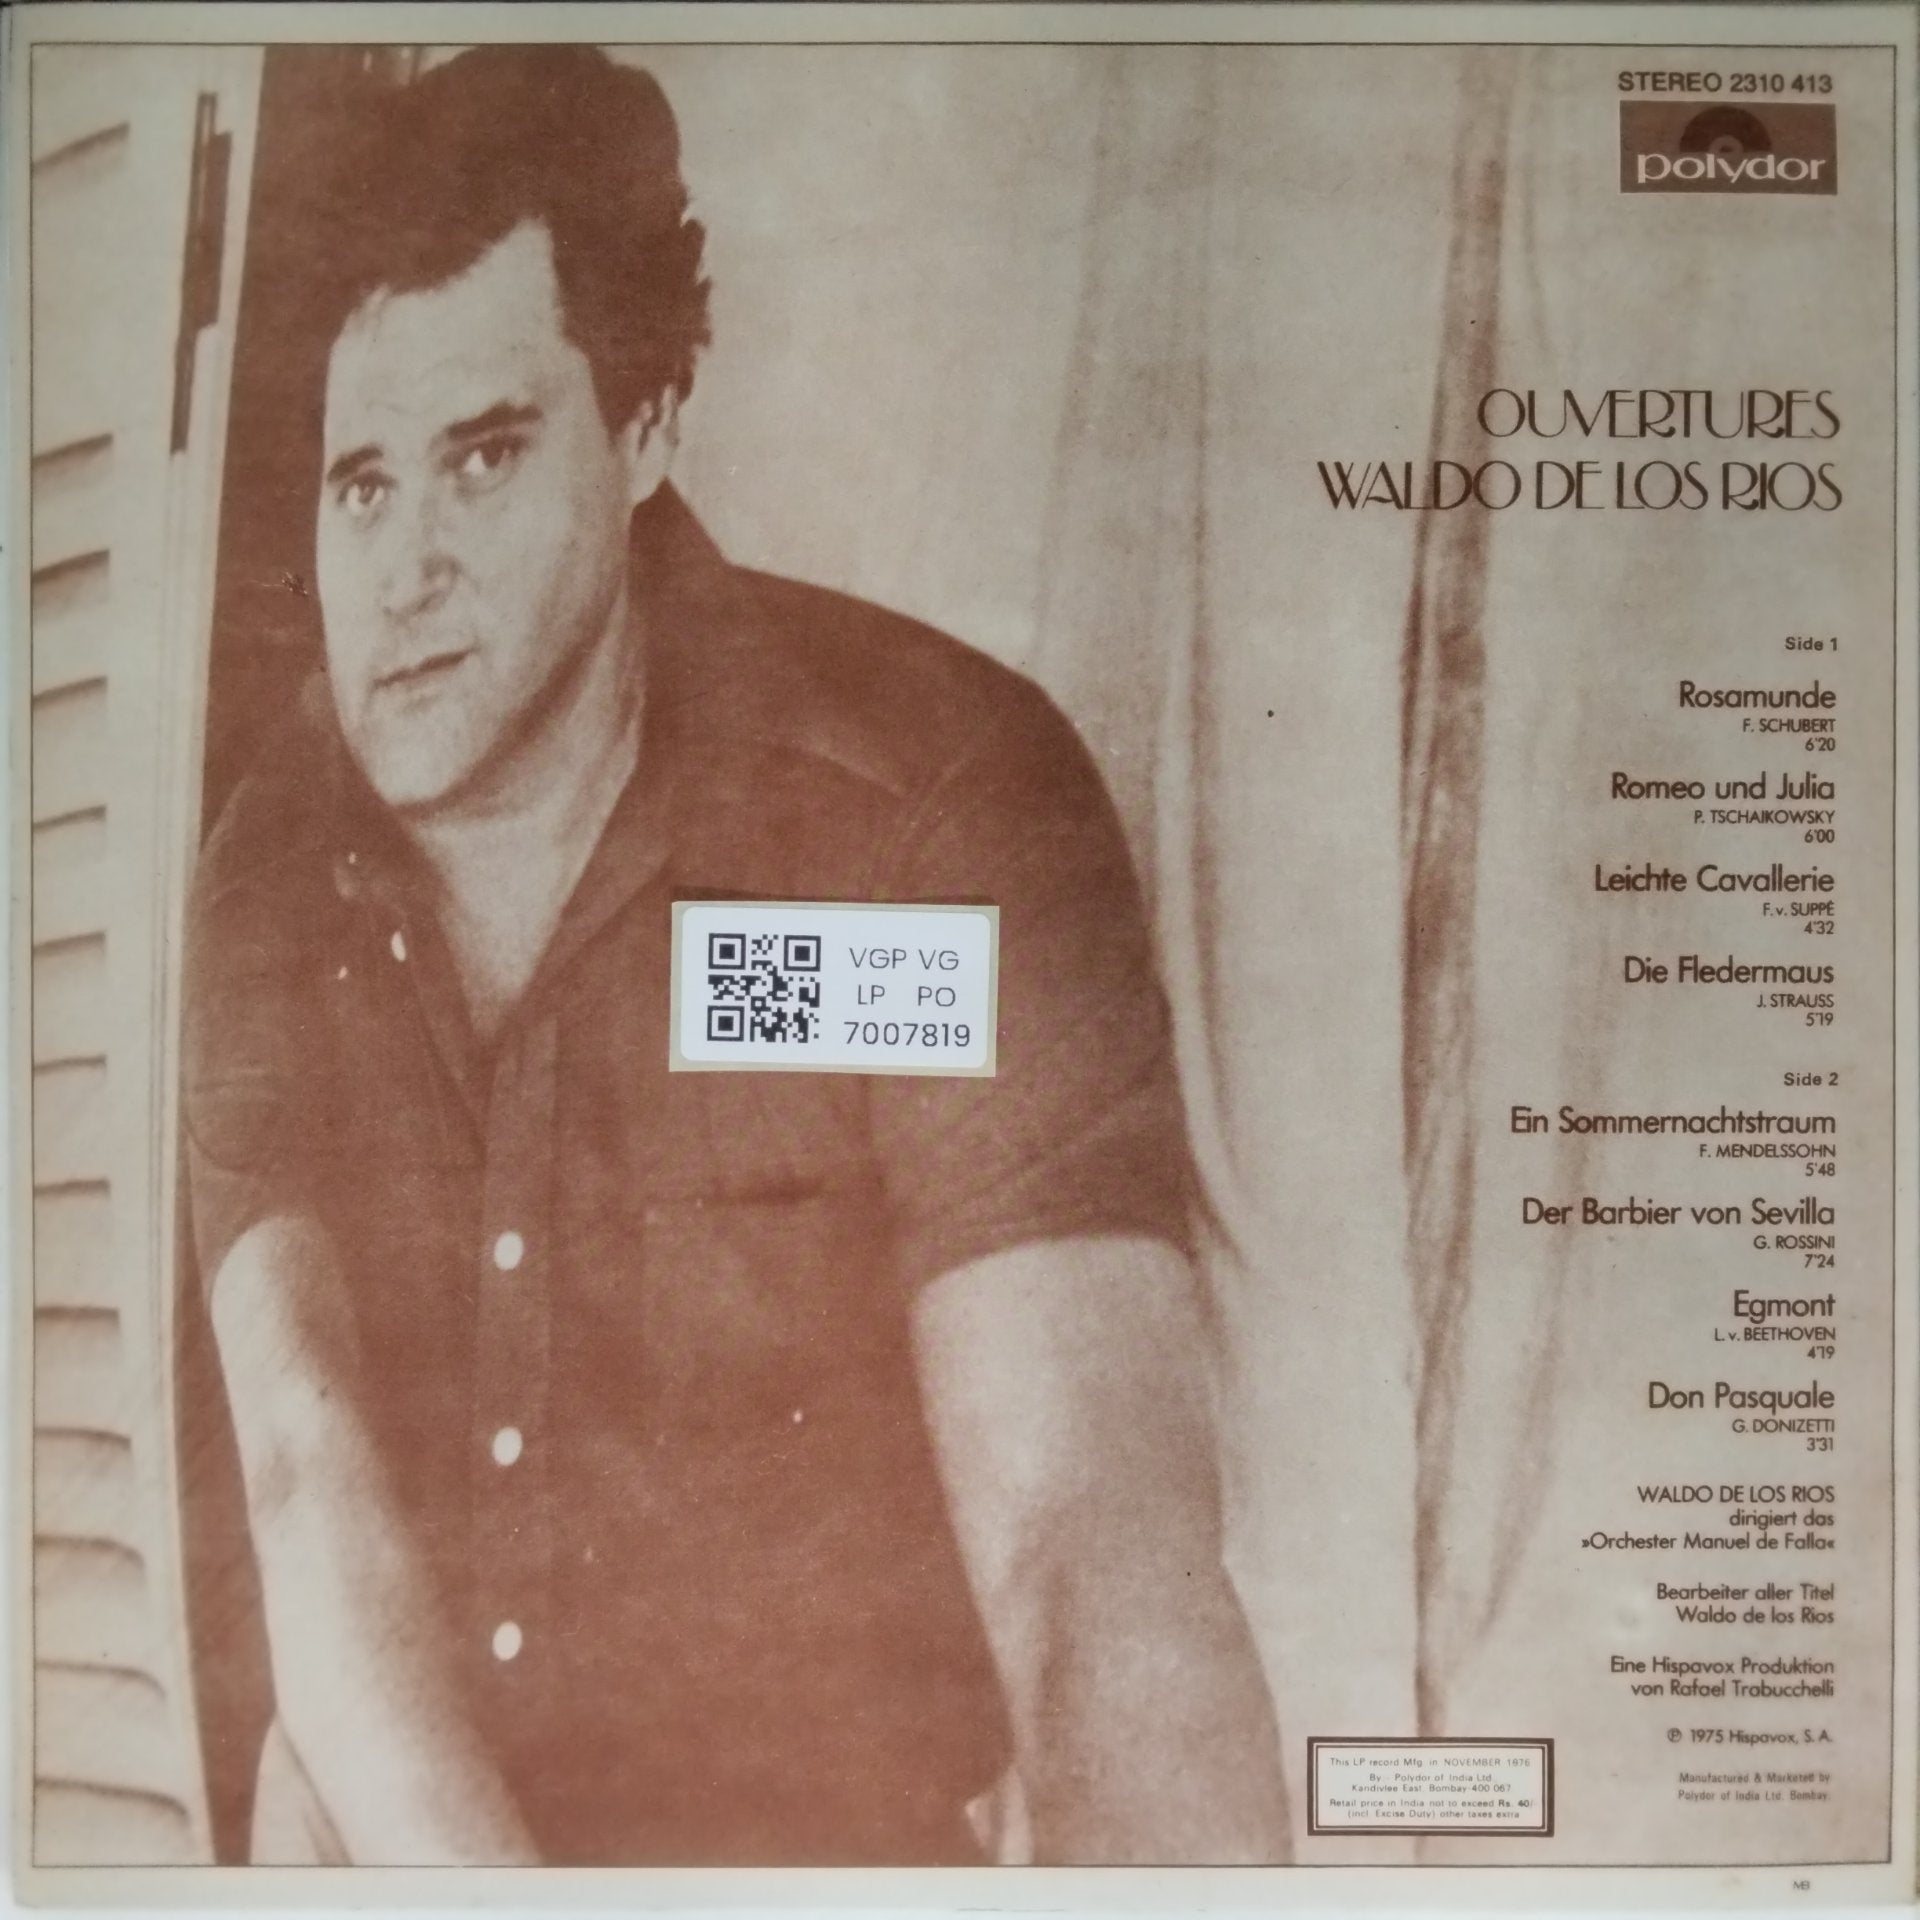 STEREO 2310 413
polydor
OUVERTURES
WALDO DE LOS RIOS
Side 1
Rosamunde
F. SCHUBERT
6'20
Romeo und Julia
P. TSCHAIKOWSKY
6'00
Leichte Cavallerie
F. v. SUPPÉ
4'32
Die Fledermaus
J. STRAUSS
5'19
VGP VG
LP PO
7007819
Side 2
Ein Sommernachtstraum
F. MENDELSSOHN
5'48
Der Barbier von Sevilla
G. ROSSINI
7'24
Egmont
L. v. BEETHOVEN
4'19
Don Pasquale
G. DONIZETTI
3'31
WALDO DE LOS RIOS
dirigiert das
»Orchester Manuel de Falla«
Bearbeiter aller Titel
Waldo de los Rios
Eine Hispavox Produktion
von Rafael Trabucchelli
℗ 1975 Hispavox, S. A.
Manufactured & Marketed by
Polydor of India Ltd. Bombay.
This LP record Mfg in NOVEMBER 1976
By - Polydor of India Ltd
Kandivlee East, Bombay-400 067
Retail price in India not to exceed Rs. 40/-
(incl. Excise Duty) other taxes extra
MB